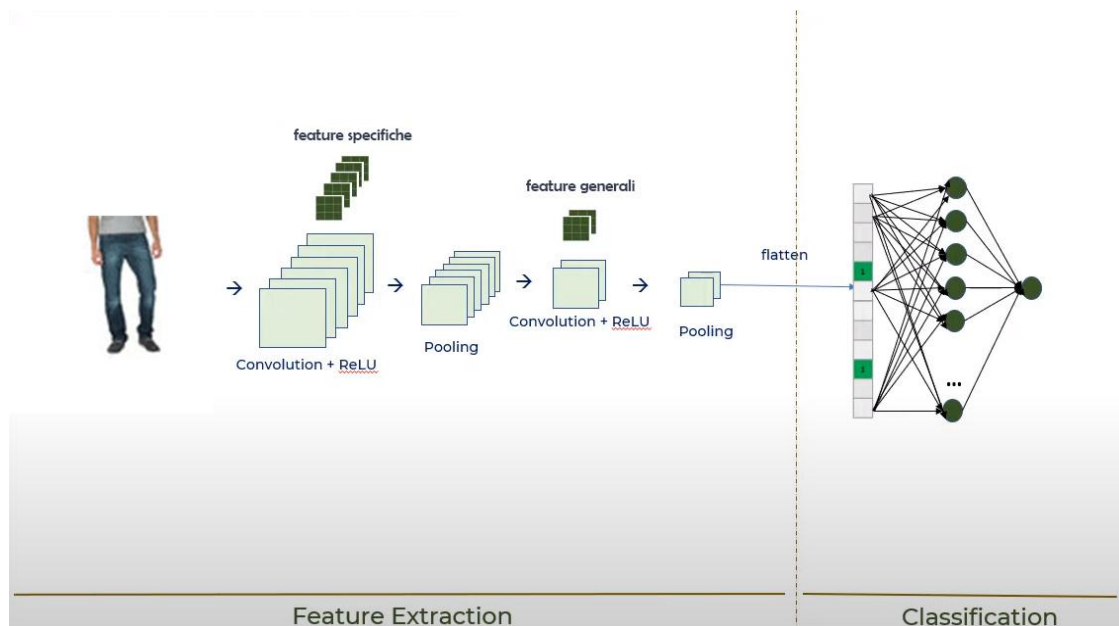 feature specifiche
feature generali
flatten
1
Convolution + ReLU
Pooling
Convolution + ReLU
Pooling
1
...
Feature Extraction
Classification